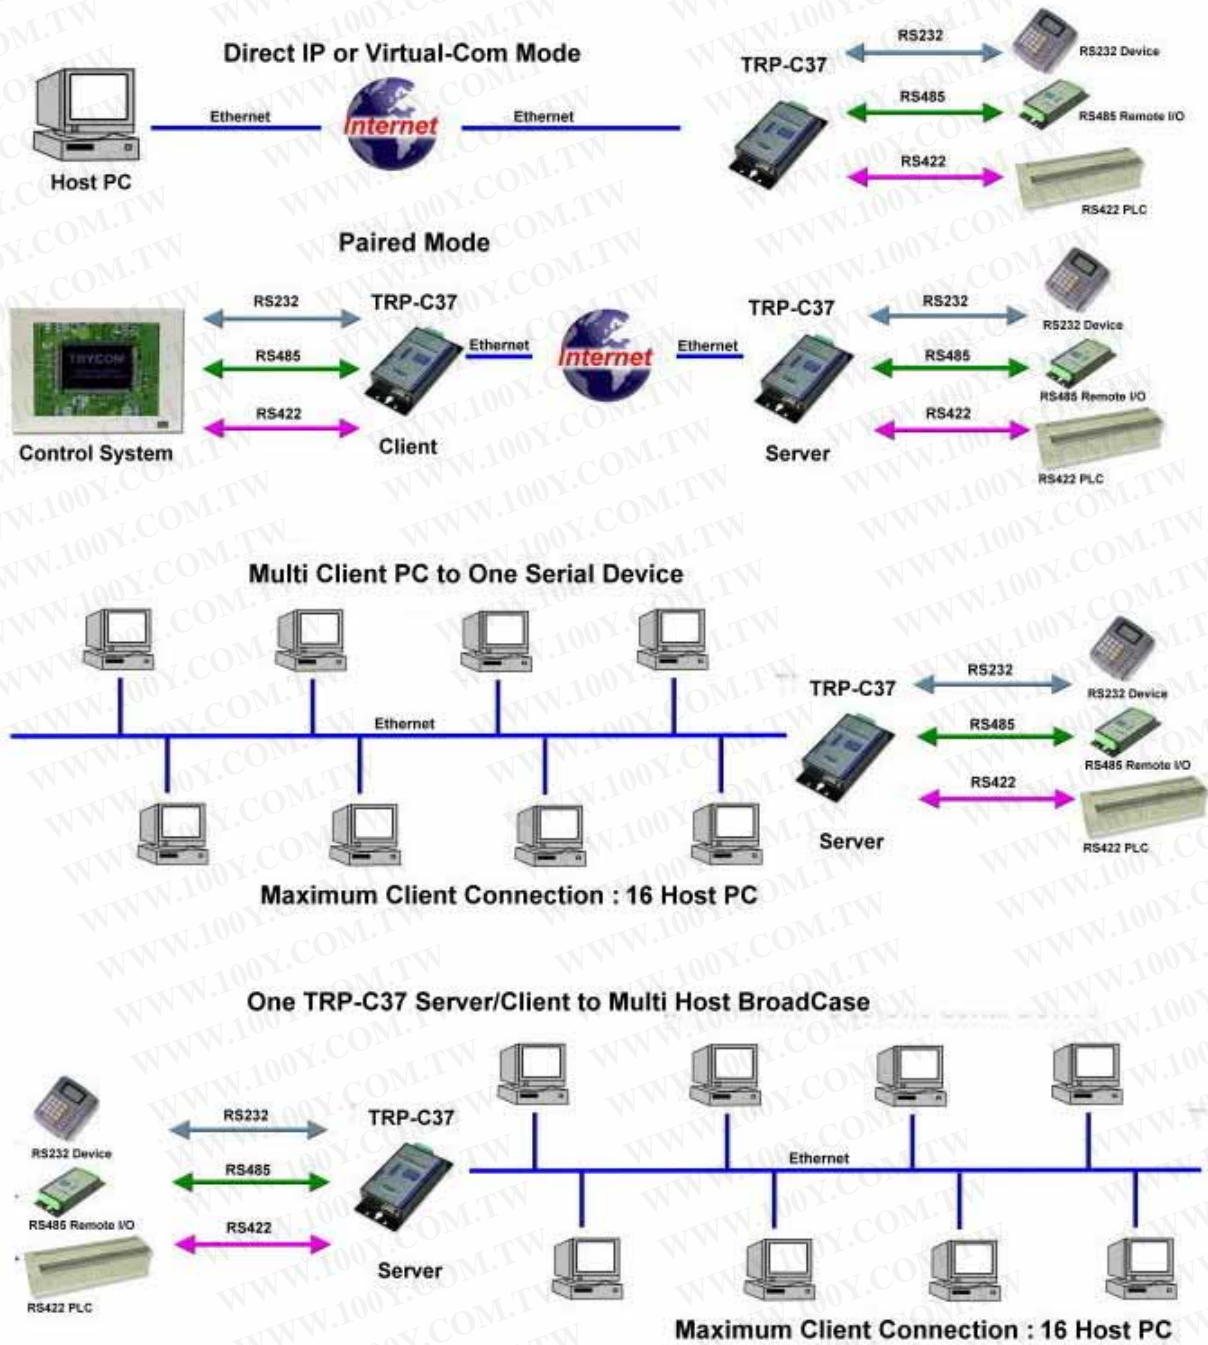 Direct IP or Virtual-Com Mode
Host PC
Ethernet
Internet
Ethernet
TRP-C37
RS232
RS232 Device
RS485
RS485 Remote I/O
RS422
RS422 PLC
Paired Mode
TRYCOM
Control System
RS232
RS485
RS422
TRP-C37
Client
Ethernet
Internet
Ethernet
TRP-C37
Server
RS232
RS232 Device
RS485
RS485 Remote I/O
RS422
RS422 PLC
Multi Client PC to One Serial Device
Ethernet
TRP-C37
Server
RS232
RS232 Device
RS485
RS485 Remote I/O
RS422
RS422 PLC
Maximum Client Connection : 16 Host PC
One TRP-C37 Server/Client to Multi Host BroadCase
RS232 Device
RS232
RS485 Remote I/O
RS485
RS422 PLC
RS422
TRP-C37
Server
Ethernet
Maximum Client Connection : 16 Host PC
WWW.100Y.COM.TW